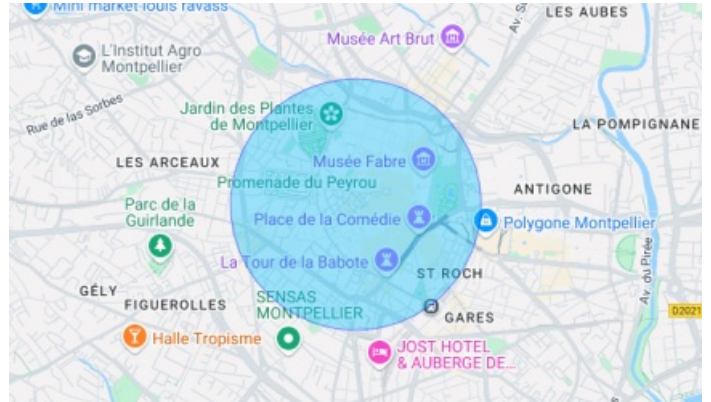 Mini market louis ravass
LES AUBES
Musée Art Brut
Av. S
L'Institut Agro
Montpellier
Rue de las Sorbes
Jardin des Plantes
de Montpellier
LA POMPIGNANE
LES ARCEAUX
Musée Fabre
Promenade du Peyrou
ANTIGONE
Parc de la
Guirlande
Place de la Comédie
Polygone Montpellier
La Tour de la Babote
ST ROCH
Av. du Pirée
GÉLY
FIGUEROLLES
SENSAS
MONTPELLIER
GARES
D2021
Halle Tropisme
JOST HOTEL
& AUBERGE DE...